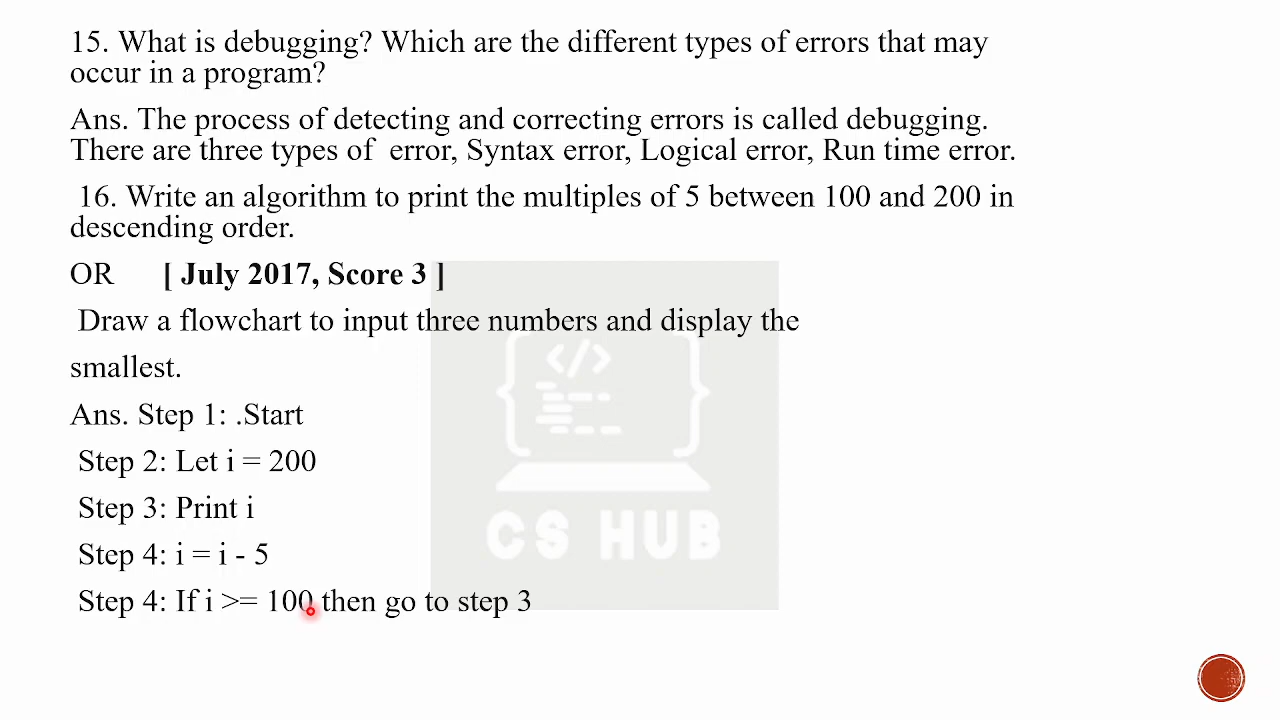 15. What is debugging? Which are the different types of errors that may
occur in a program?
Ans. The process of detecting and correcting errors is called debugging.
There are three types of  error, Syntax error, Logical error, Run time error.
16. Write an algorithm to print the multiples of 5 between 100 and 200 in
descending order.
OR [ July 2017, Score 3 ]
Draw a flowchart to input three numbers and display the
smallest.
Ans. Step 1: .Start
Step 2: Let i = 200
Step 3: Print i
Step 4: i = i - 5
Step 4: If i >= 100 then go to step 3
</>
CS HUB